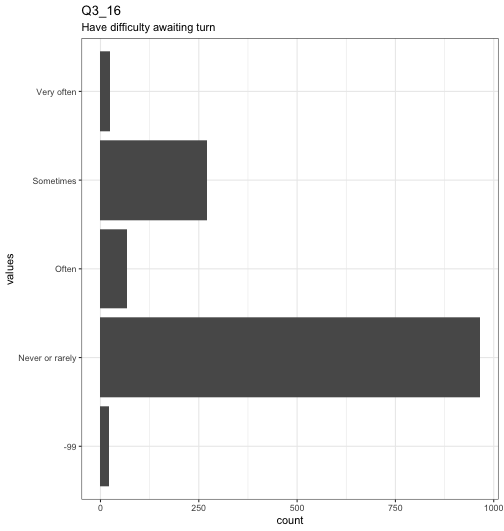 Q3_16
Have difficulty awaiting turn
Very often
Sometimes
Often
Never or rarely
-99
values
0 250 500 750 1000
count